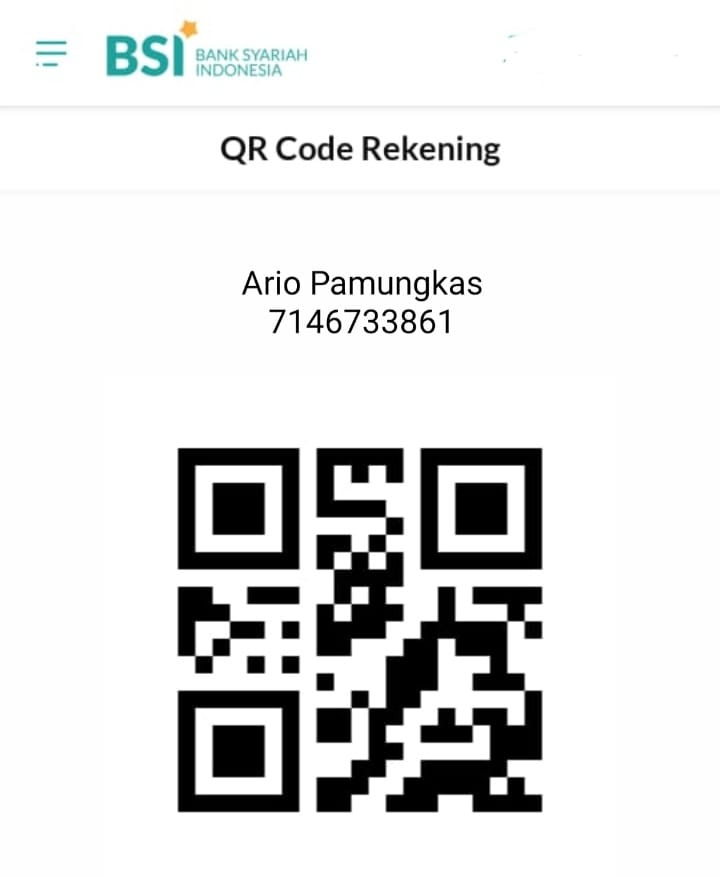 BSI BANK SYARIAH
INDONESIA
QR Code Rekening
Ario Pamungkas
7146733861